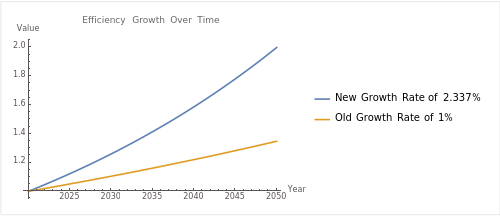 Efficiency Growth Over Time
Value
2.0
1.8
1.6
1.4
1.2
2025 2030 2035 2040 2045 2050
Year
New Growth Rate of 2.337%
Old Growth Rate of 1%